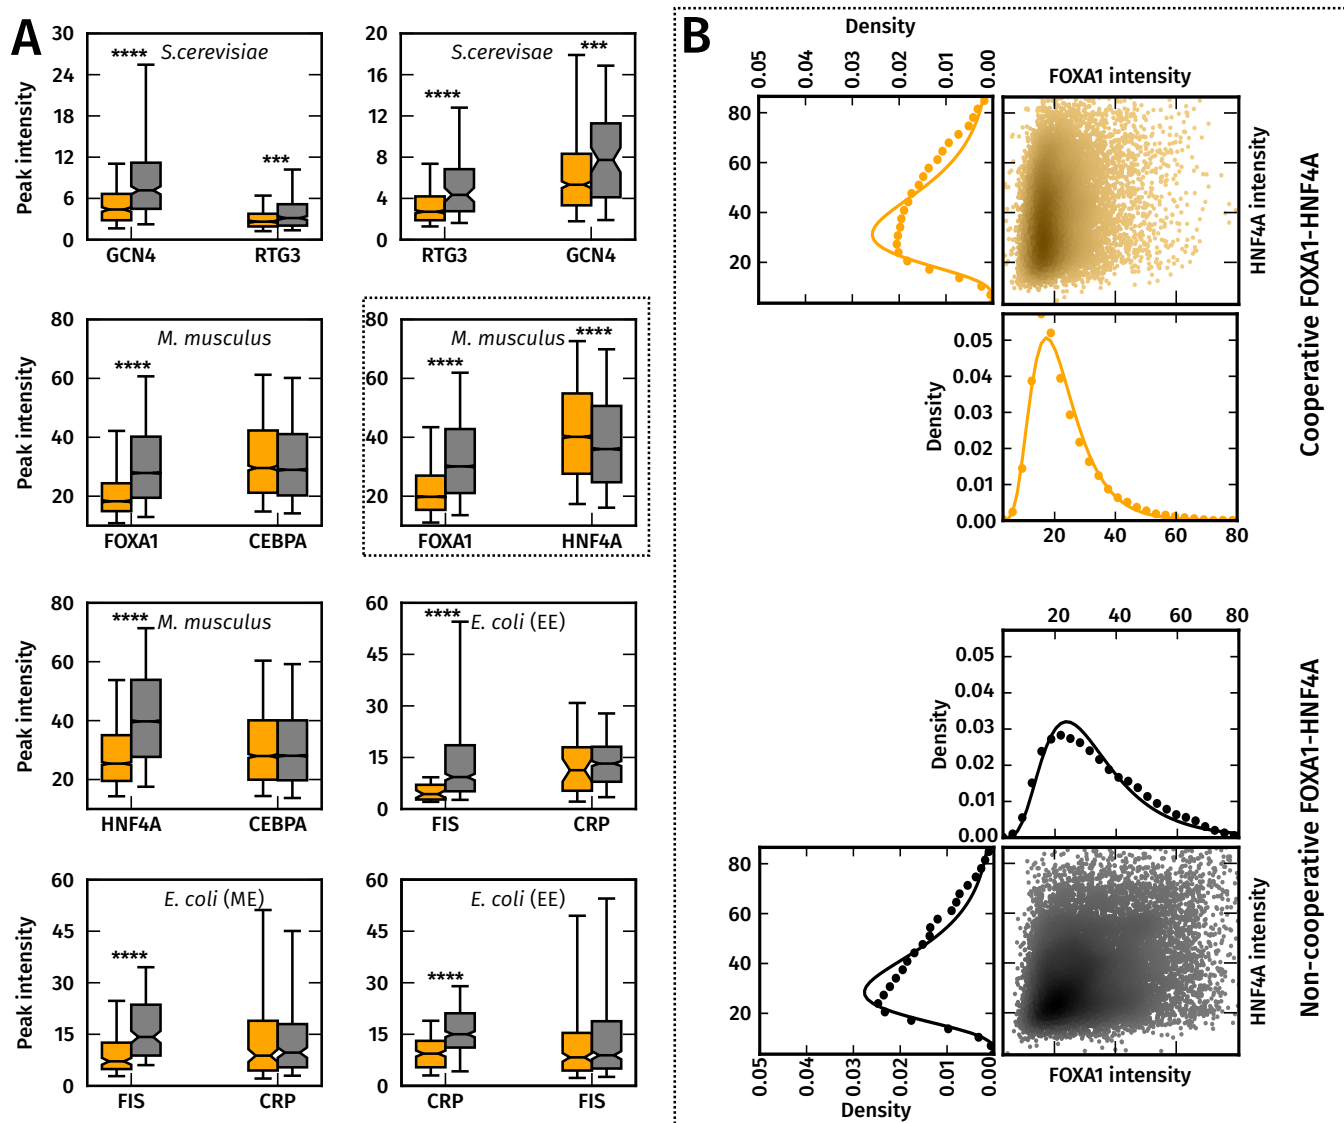 A
30
24
18
12
6
0
Peak intensity
****
S.cerevisiae
***
GCN4
RTG3
20
16
12
8
4
0
****
S.cerevisae
***
RTG3
GCN4
80
60
40
20
Peak intensity
M. musculus
****
FOXA1
CEBPA
80
60
40
20
M. musculus
****
****
FOXA1
HNF4A
80
60
40
20
Peak intensity
****
M. musculus
HNF4A
CEBPA
60
45
30
15
0
****
E. coli (EE)
FIS
CRP
60
45
30
15
0
Peak intensity
E. coli (ME)
****
FIS
CRP
60
45
30
15
0
E. coli (EE)
****
CRP
FIS
B
Density
0.05
0.04
0.03
0.02
0.01
0.00
80
60
40
20
FOXA1 intensity
HNF4A intensity
Cooperative FOXA1-HNF4A
Density
0.05
0.04
0.03
0.02
0.01
0.00
20
40
60
80
20
40
60
80
Density
0.05
0.04
0.03
0.02
0.01
0.00
Non-cooperative FOXA1-HNF4A
80
60
40
20
0.05
0.04
0.03
0.02
0.01
0.00
Density
HNF4A intensity
FOXA1 intensity